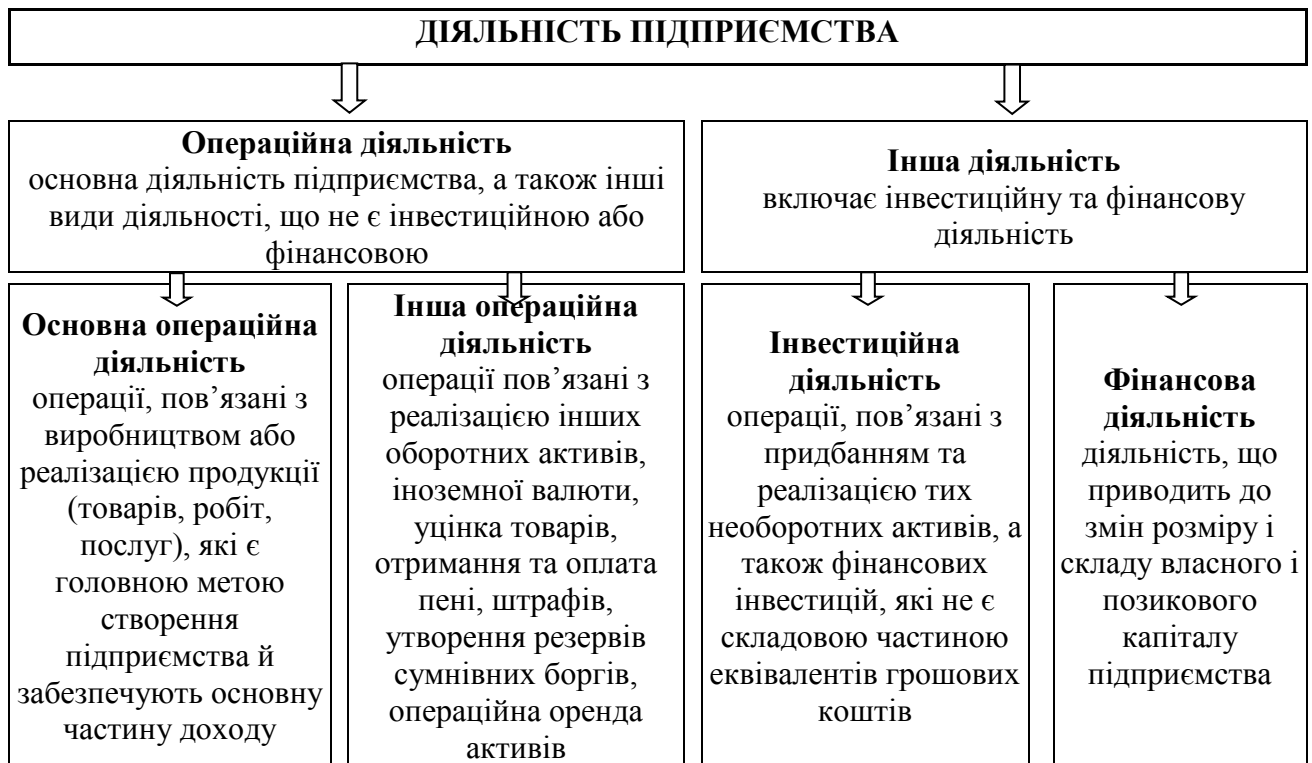 ДІЯЛЬНІСТЬ ПІДПРИЄМСТВА
Операційна діяльність
основна діяльність підприємства, а також інші
види діяльності, що не є інвестиційною або
фінансовою
Інша діяльність
включає інвестиційну та фінансову
діяльність
Основна операційна
діяльність
операції, пов’язані з
виробництвом або
реалізацією продукції
(товарів, робіт,
послуг), які є
головною метою
створення
підприємства й
забезпечують основну
частину доходу
Інша операційна
діяльність
операції пов’язані з
реалізацією інших
оборотних активів,
іноземної валюти,
уцінка товарів,
отримання та оплата
пені, штрафів,
утворення резервів
сумнівних боргів,
операційна оренда
активів
Інвестиційна
діяльність
операції, пов’язані з
придбанням та
реалізацією тих
необоротних активів, а
також фінансових
інвестицій, які не є
складовою частиною
еквівалентів грошових
коштів
Фінансова
діяльність
діяльність, що
приводить до
змін розміру і
складу власного і
позикового
капіталу
підприємства